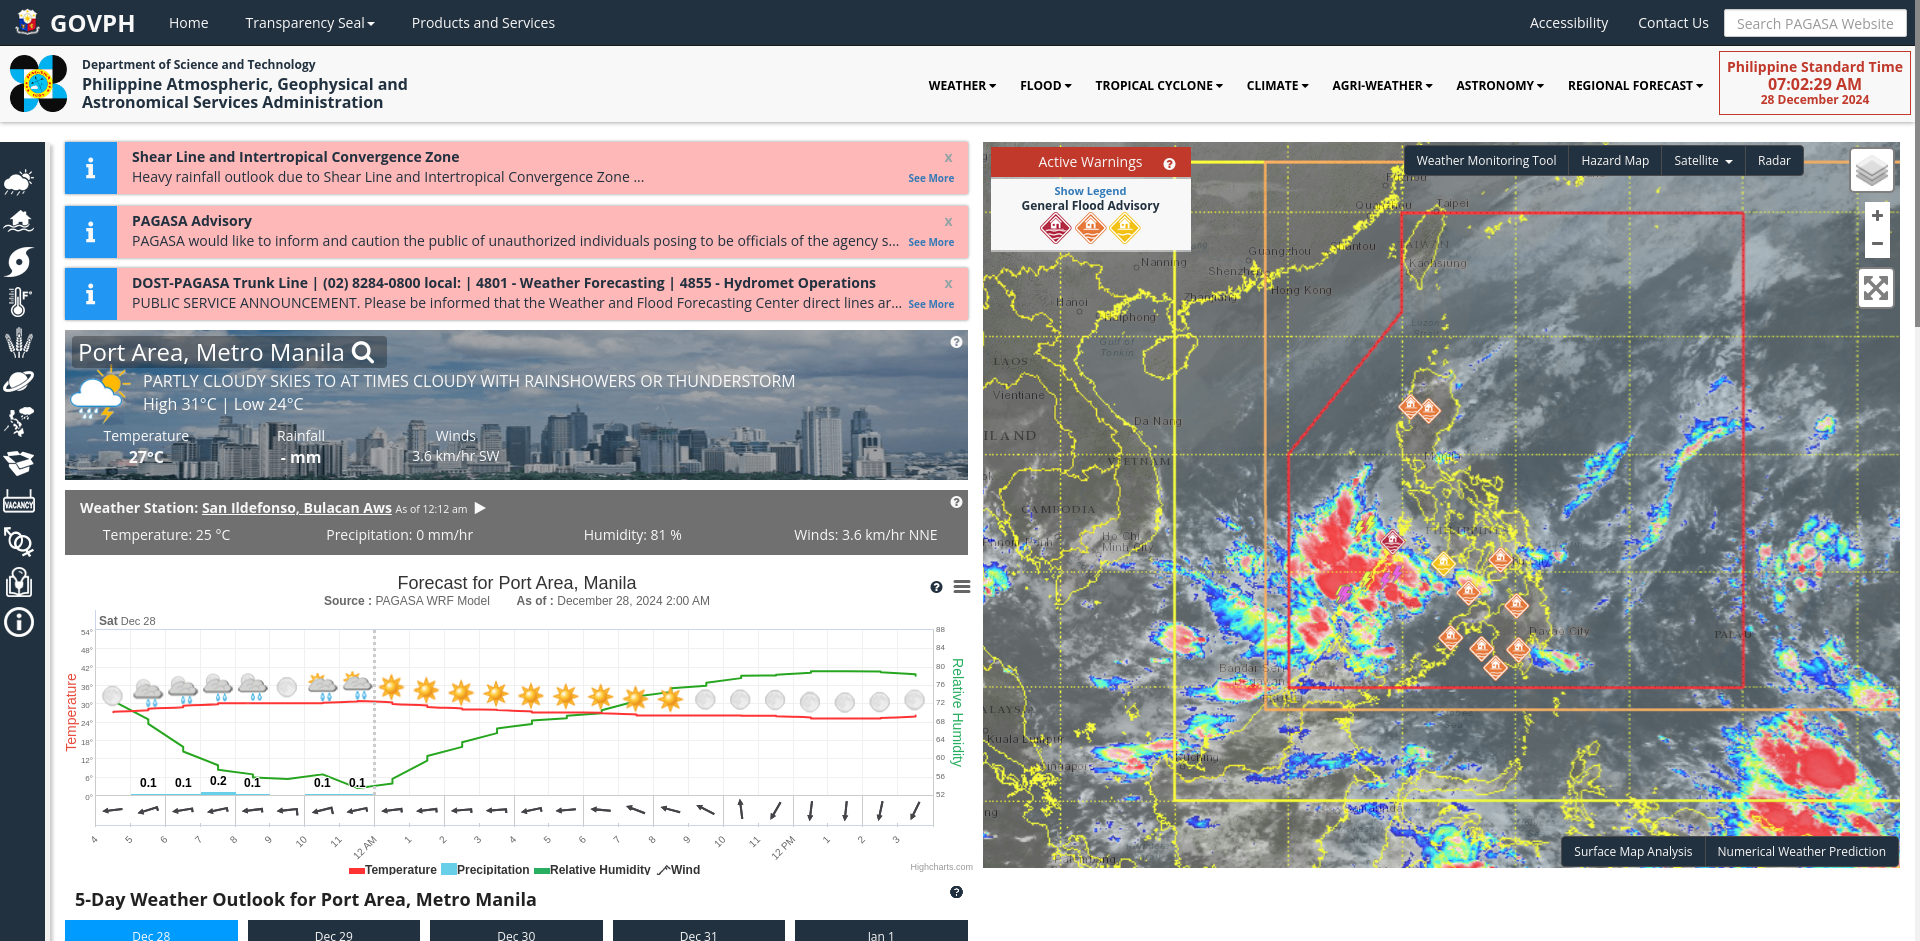 GOVPH
Home
Transparency Seal
Products and Services
Accessibility
Contact Us
Search PAGASA Website
Department of Science and Technology
Philippine Atmospheric, Geophysical and
Astronomical Services Administration
WEATHER
FLOOD
TROPICAL CYCLONE
CLIMATE
AGRI-WEATHER
ASTRONOMY
REGIONAL FORECAST
Philippine Standard Time
07:02:29 AM
28 December 2024
VACANCY
Shear Line and Intertropical Convergence Zone
x
Heavy rainfall outlook due to Shear Line and Intertropical Convergence Zone ...
See More
PAGASA Advisory
x
PAGASA would like to inform and caution the public of unauthorized individuals posing to be officials of the agency s...
See More
DOST-PAGASA Trunk Line | (02) 8284-0800 local: | 4801 - Weather Forecasting | 4855 - Hydromet Operations
x
PUBLIC SERVICE ANNOUNCEMENT. Please be informed that the Weather and Flood Forecasting Center direct lines ar...
See More
Port Area, Metro Manila
PARTLY CLOUDY SKIES TO AT TIMES CLOUDY WITH RAINSHOWERS OR THUNDERSTORM
High 31°C | Low 24°C
Temperature
Rainfall
Winds
27°C
- mm
3.6 km/hr SW
Weather Station: San Ildefonso, Bulacan Aws As of 12:12 am
Temperature: 25 °C
Precipitation: 0 mm/hr
Humidity: 81 %
Winds: 3.6 km/hr NNE
Forecast for Port Area, Manila
Source : PAGASA WRF Model As of : December 28, 2024 2:00 AM
Sat Dec 28
Temperature
54°
48°
42°
36°
30°
24°
18°
12°
6°
0°
0.1
0.1
0.2
0.1
0.1
0.1
88
84
80
76
72
68
64
60
56
52
Relative Humidity
4
5
6
7
8
9
10
11
12 AM
1
2
3
4
5
6
7
8
9
10
11
12 PM
1
2
3
Temperature
Precipitation
Relative Humidity
Wind
Highcharts.com
5-Day Weather Outlook for Port Area, Metro Manila
Dec 28
Dec 29
Dec 30
Dec 31
Jan 1
Active Warnings
Show Legend
General Flood Advisory
Weather Monitoring Tool
Hazard Map
Satellite
Radar
+
−
Taipei
Guangzhou
Shantou
Nanning
Shenzhen
Kaohsiung
Hong Kong
Hanoi
Haiphong
Gulf of
Tonkin
LAOS
Vientiane
Da Nang
VIETNAM
CAMBODIA
Ho Chi
Minh City
Manila
Davao City
PALAU
Kuala Lumpur
Kuching
Samarinda
Surface Map Analysis
Numerical Weather Prediction